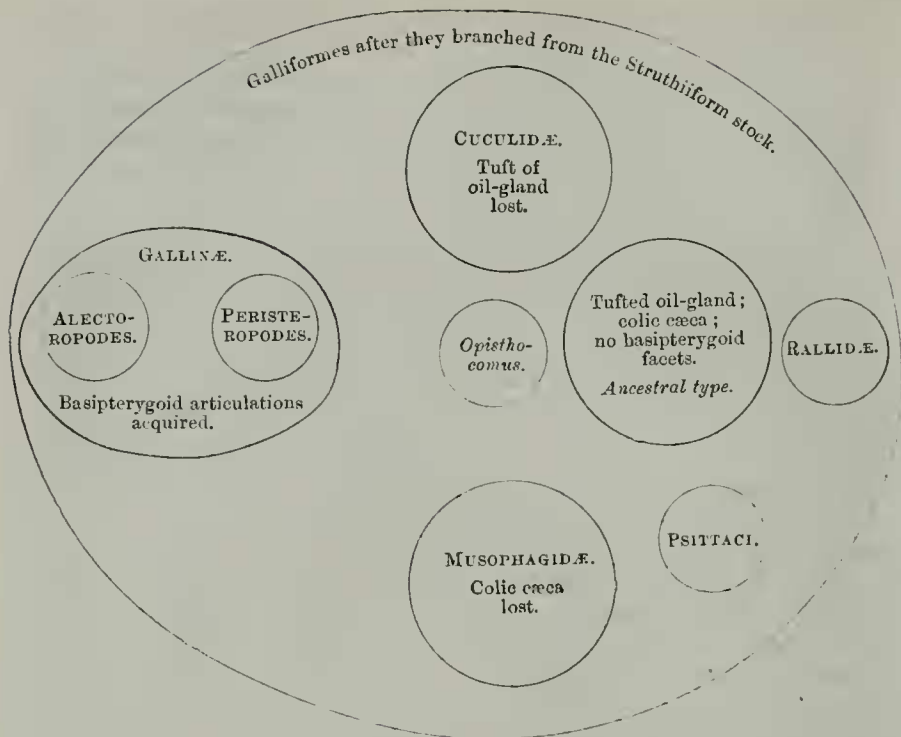 Galliformes after they branched from the Struthiiform stock.
CUCULIDÆ.
Tuft of
oil-gland
lost.
GALLINÆ.
ALECTO-
ROPODES.
PERISTE-
ROPODES.
Basipterygoid articulations
acquired.
Opistho-
comus.
Tufted oil-gland;
colic cæca;
no basipterygoid
facets.
Ancestral type.
RALLIDÆ.
MUSOPHAGIDÆ.
Colic cæca
lost.
PSITTACI.